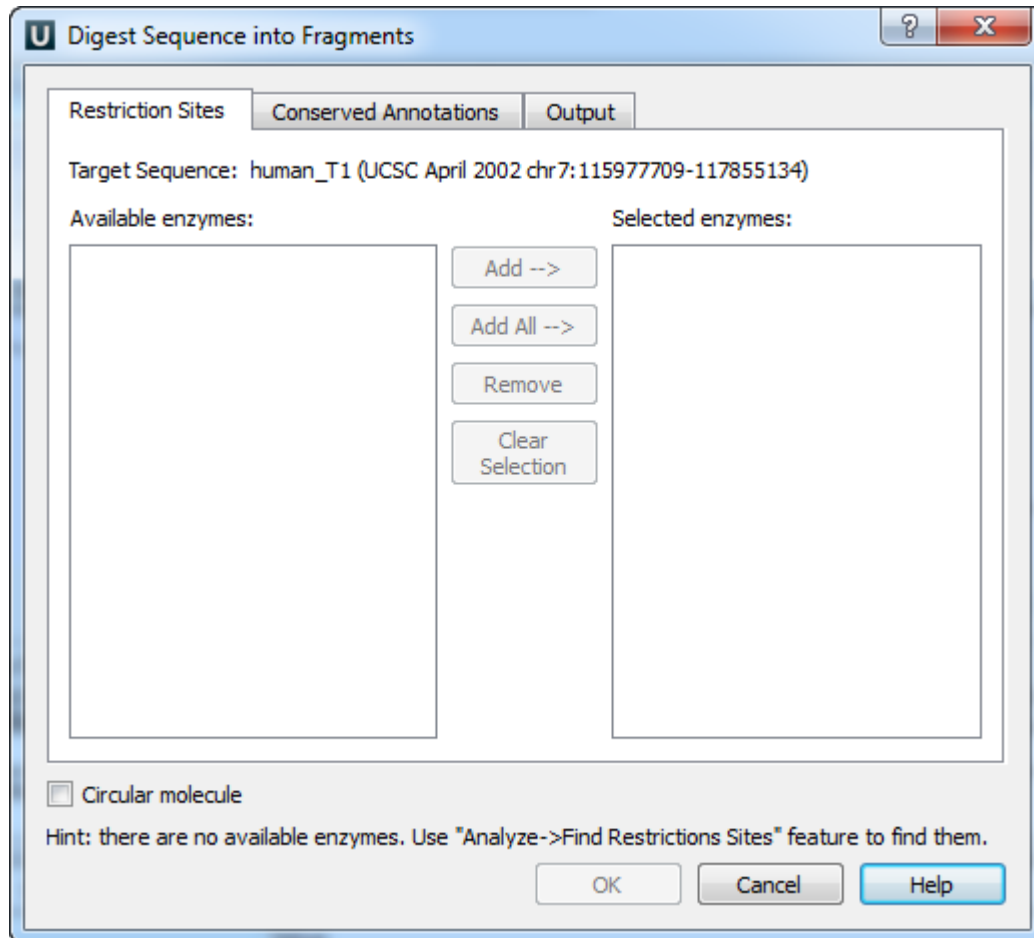 U Digest Sequence into Fragments ? X
Restriction Sites Conserved Annotations Output
Target Sequence: human_T1 (UCSC April 2002 chr7:115977709-117855134)
Available enzymes: Selected enzymes:
Add -->
Add All -->
Remove
Clear
Selection
Circular molecule
Hint: there are no available enzymes. Use "Analyze->Find Restrictions Sites" feature to find them.
OK Cancel Help